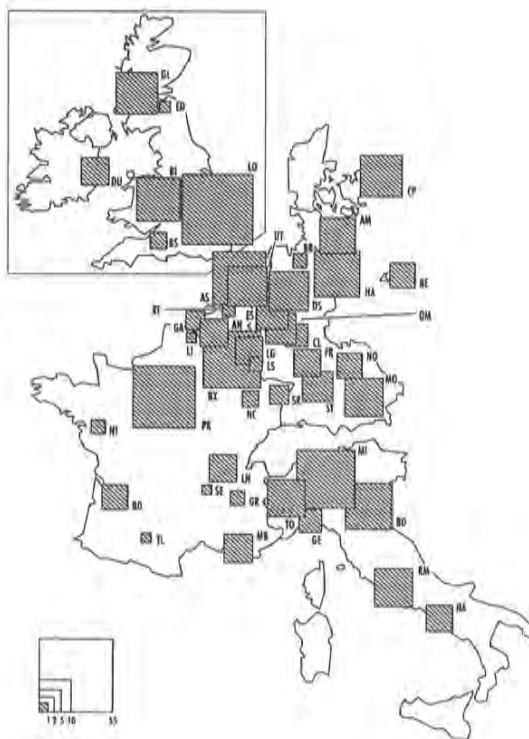 GL
ED
DU
BI
LO
BS
CP
AM
UT
BR
HA
BE
AS
DS
RT
ES
DM
GA
AN
LI
LG
CL
LS
FR
NO
MO
BX
NC
SR
ST
PR
NT
MI
LN
SE
GR
BO
TO
GE
BO
TL
MR
RM
NA
1 2 5 10 55